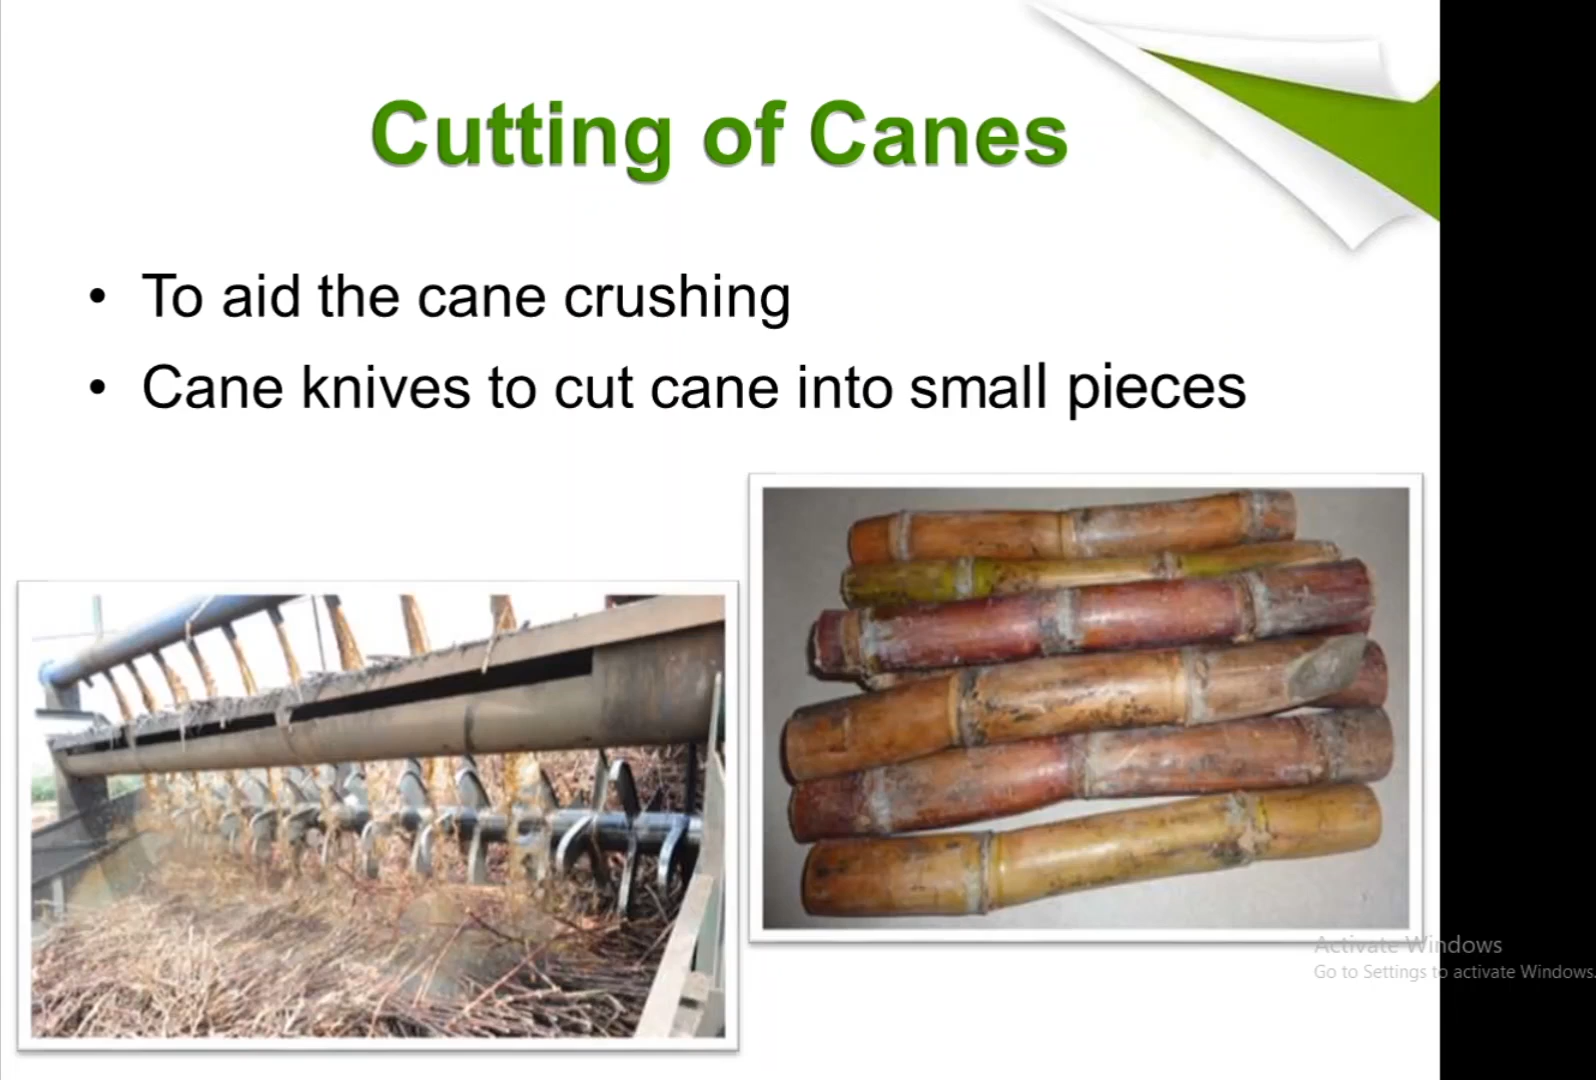 Cutting of Canes
• To aid the cane crushing
• Cane knives to cut cane into small pieces
Activate Windows
Go to Settings to activate Windows.